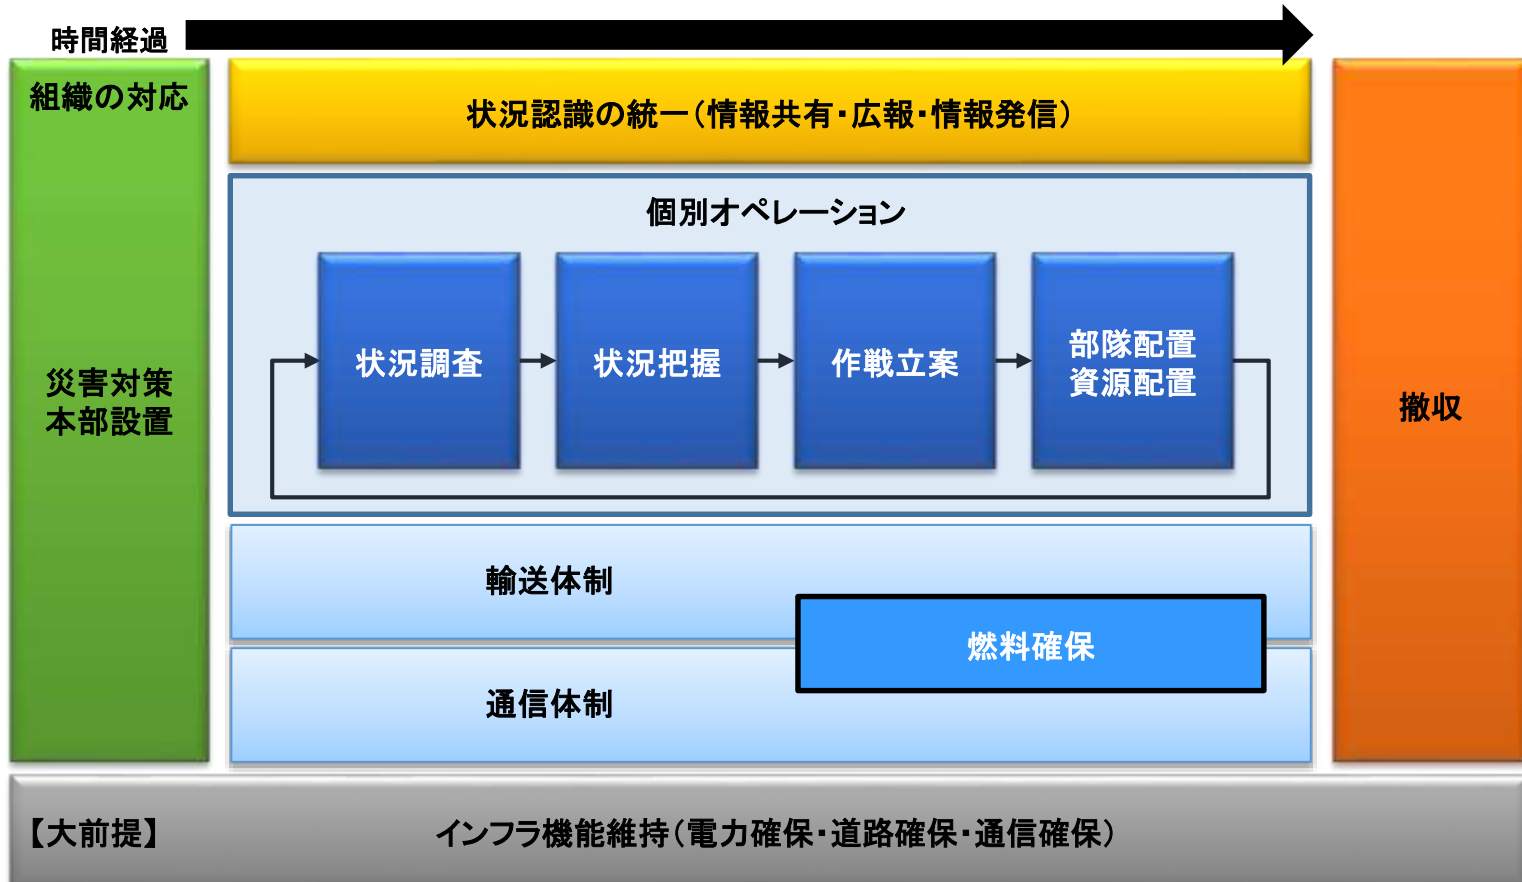 時間経過
組織の対応
災害対策
本部設置
状況認識の統一（情報共有・広報・情報発信）
個別オペレーション
状況調査
状況把握
作戦立案
部隊配置
資源配置
輸送体制
燃料確保
通信体制
撤収
【大前提】 インフラ機能維持（電力確保・道路確保・通信確保）